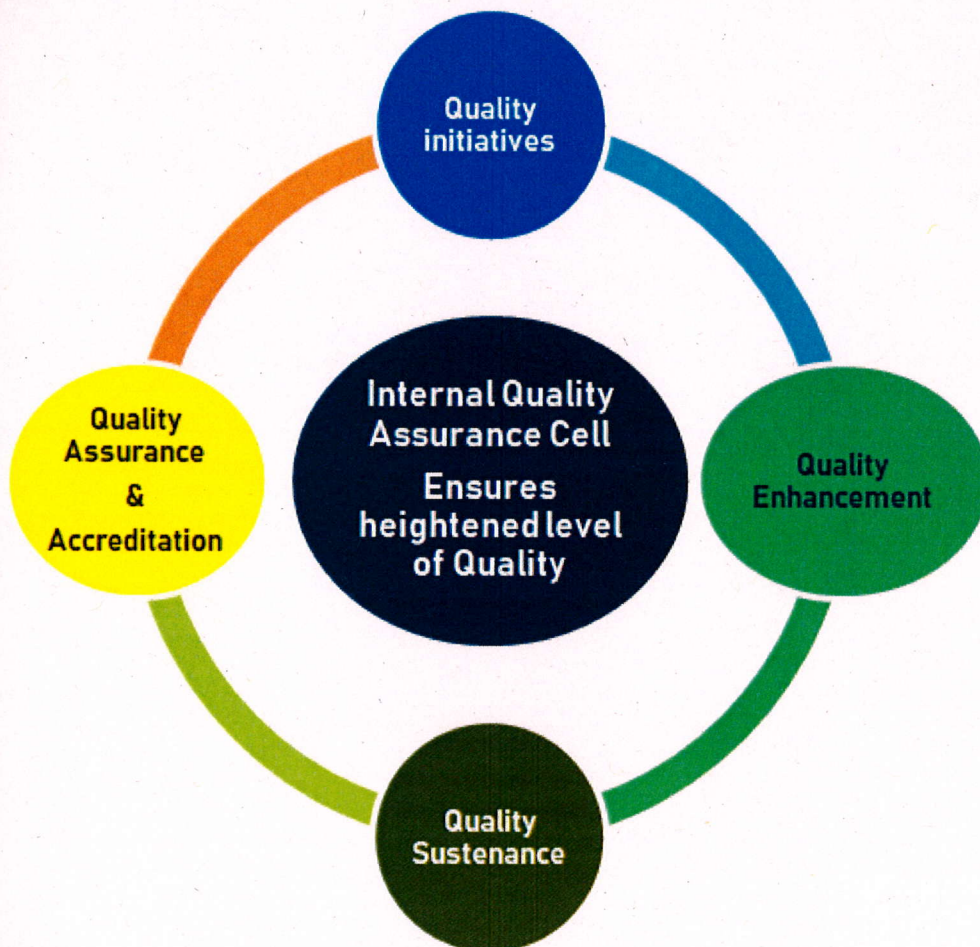 Quality
initiatives
Internal Quality
Assurance Cell
Ensures
heightened level
of Quality
Quality
Assurance
&
Accreditation
Quality
Enhancement
Quality
Sustenance